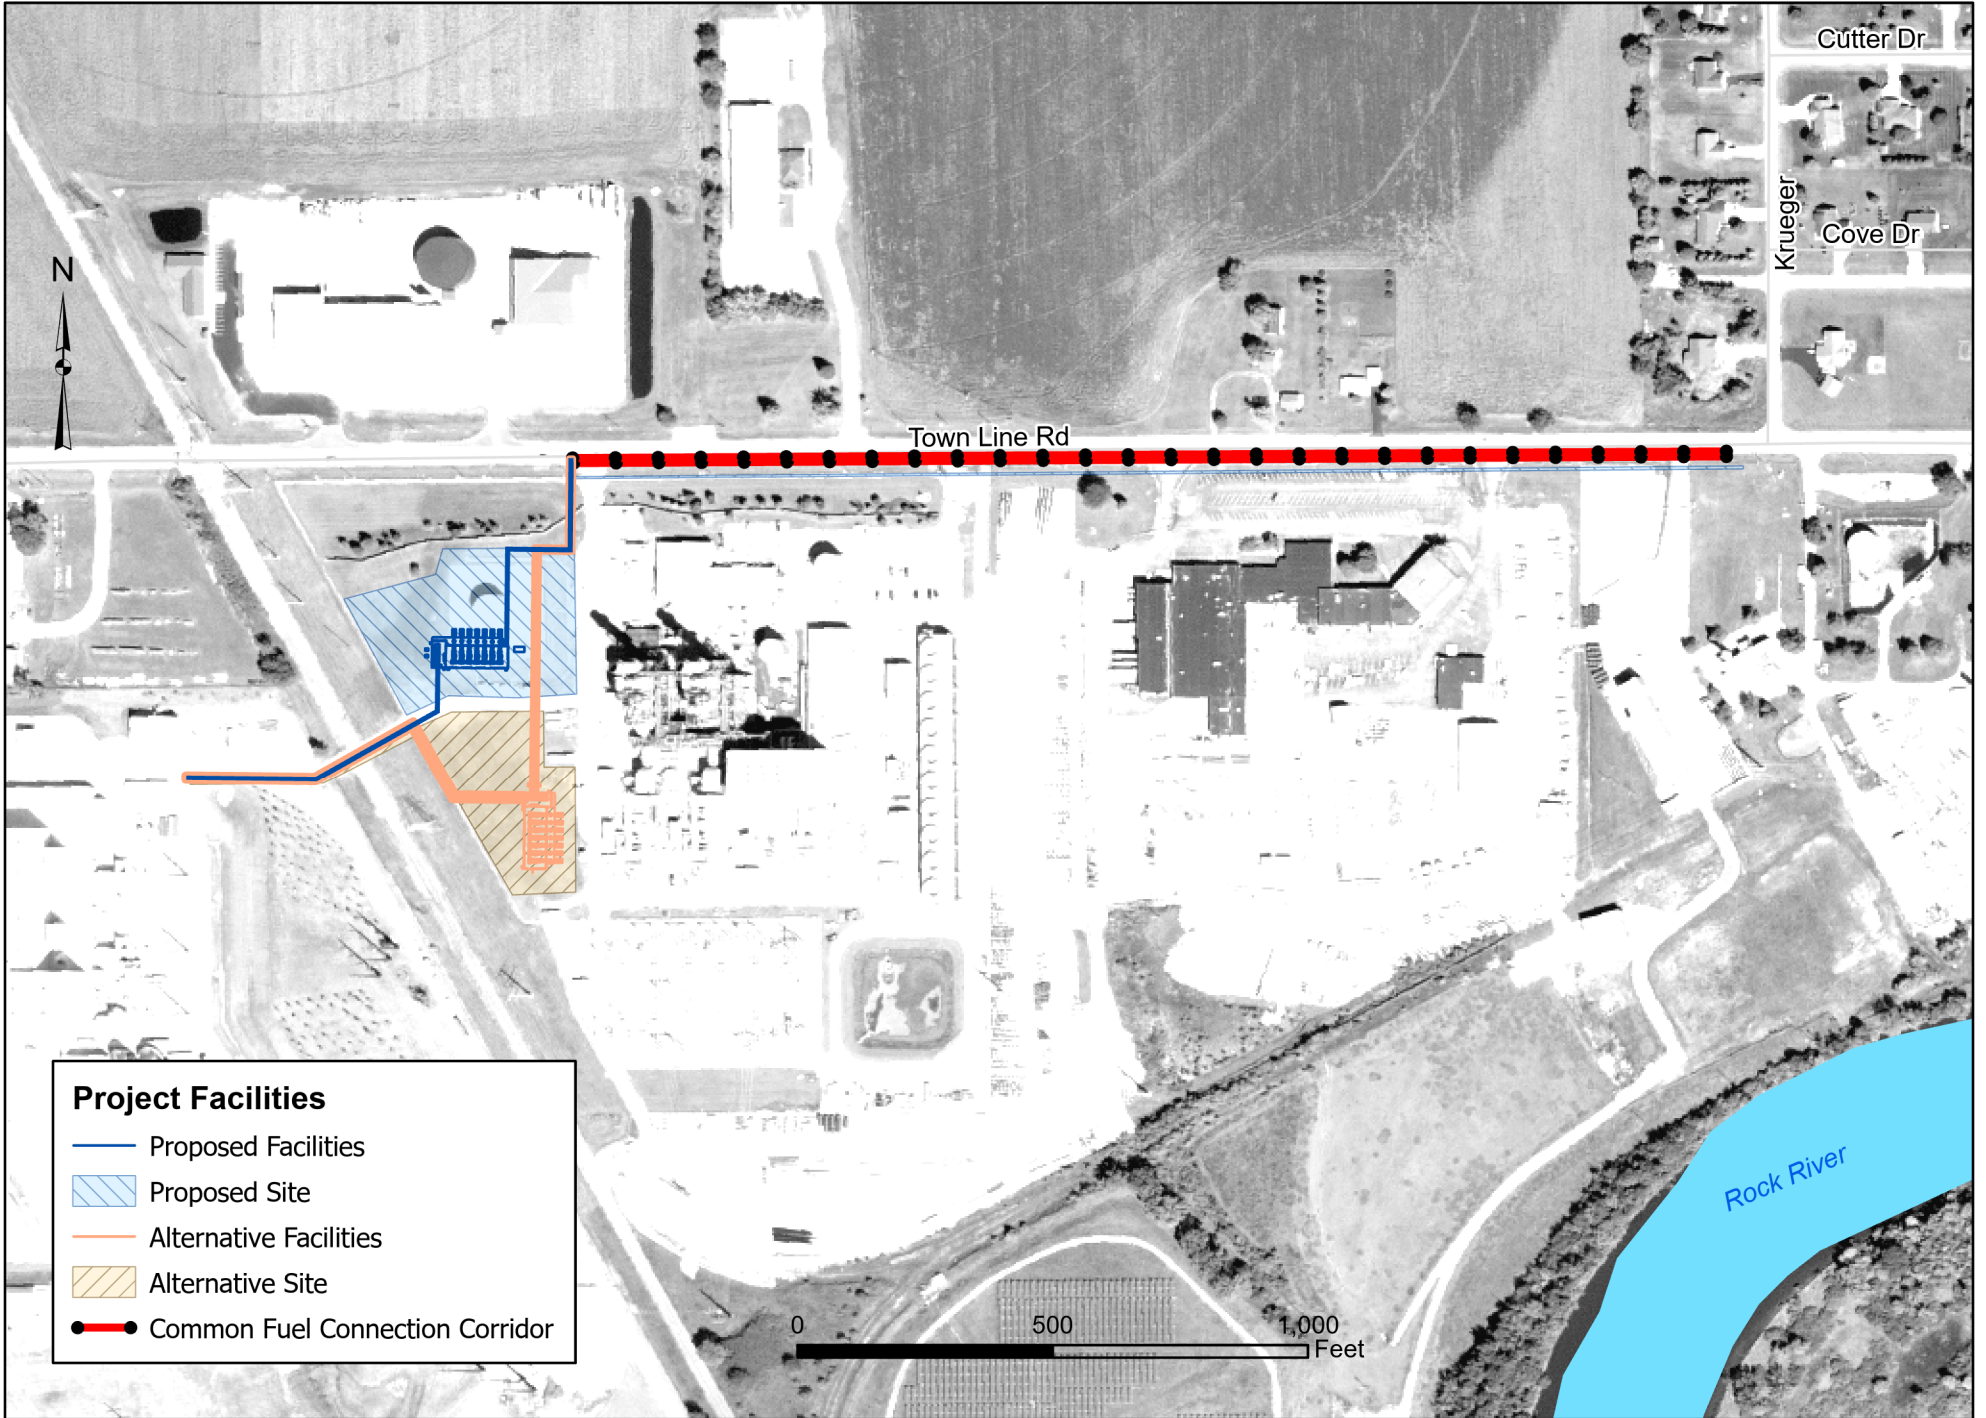 Cutter Dr
Krueger
Cove Dr
N
Town Line Rd
Project Facilities
Proposed Facilities
Proposed Site
Alternative Facilities
Alternative Site
Common Fuel Connection Corridor
Rock River
0 500 1,000
Feet